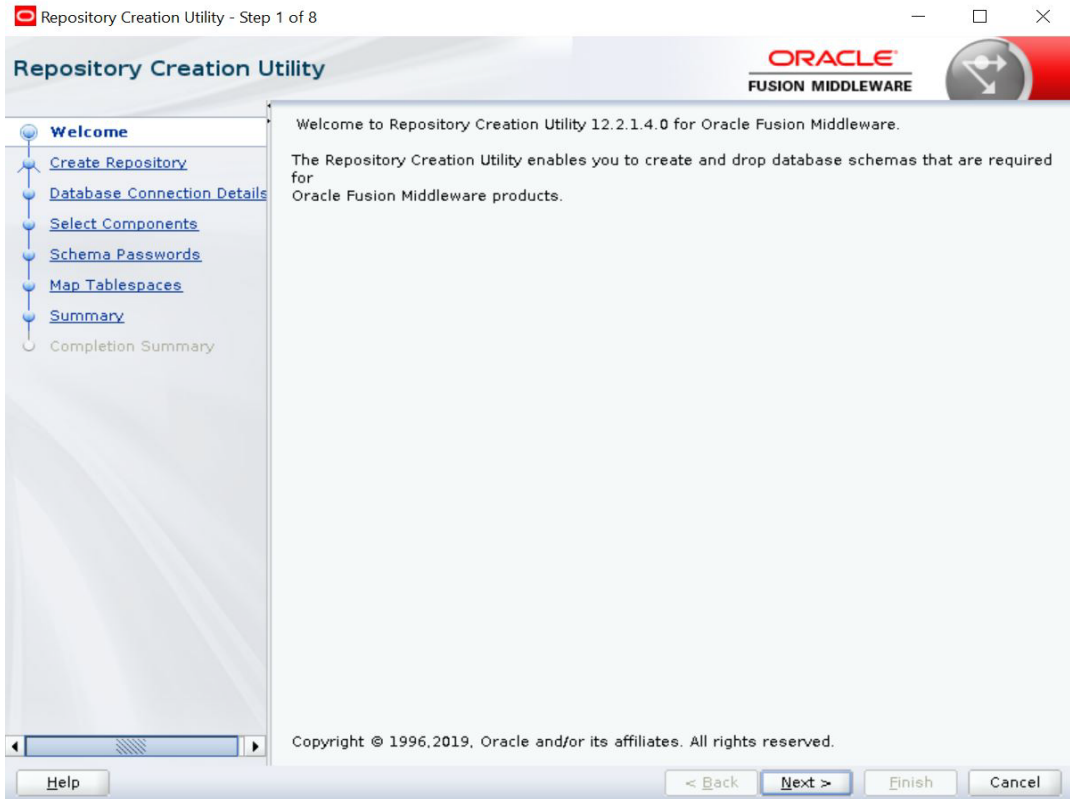 Repository Creation Utility - Step 1 of 8
Repository Creation Utility
ORACLE
FUSION MIDDLEWARE
Welcome
Create Repository
Database Connection Details
Select Components
Schema Passwords
Map Tablespaces
Summary
Completion Summary
Welcome to Repository Creation Utility 12.2.1.4.0 for Oracle Fusion Middleware.
The Repository Creation Utility enables you to create and drop database schemas that are required
for
Oracle Fusion Middleware products.
Copyright © 1996,2019, Oracle and/or its affiliates. All rights reserved.
Help
< Back
Next >
Finish
Cancel